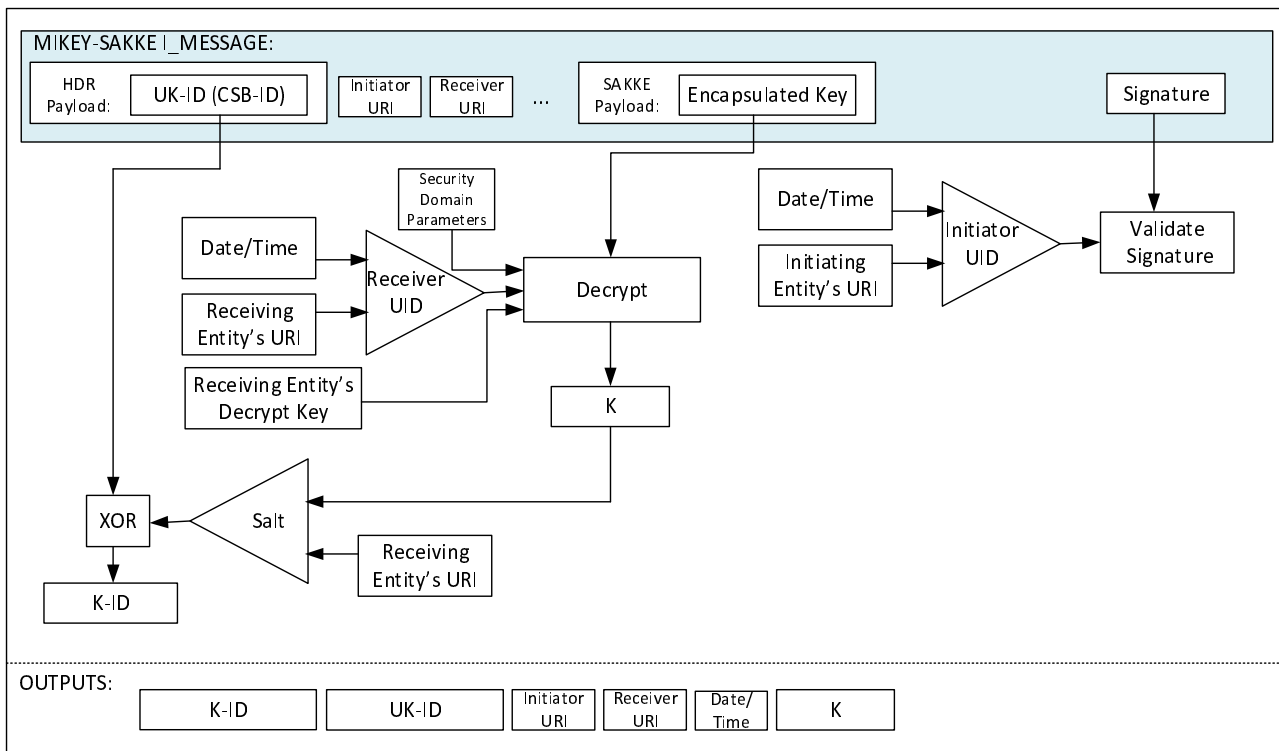 MIKEY-SAKKE I_MESSAGE:
HDR
Payload:
UK-ID (CSB-ID)
Initiator
URI
Receiver
URI
...
SAKKE
Payload:
Encapsulated Key
Signature
Security
Domain
Parameters
Date/Time
Receiver
UID
Receiving
Entity's URI
Receiving Entity's
Decrypt Key
Decrypt
K
Date/Time
Initiating
Entity's URI
Initiator
UID
Validate
Signature
XOR
Salt
Receiving
Entity's URI
K-ID
OUTPUTS:
K-ID
UK-ID
Initiator
URI
Receiver
URI
Date/
Time
K